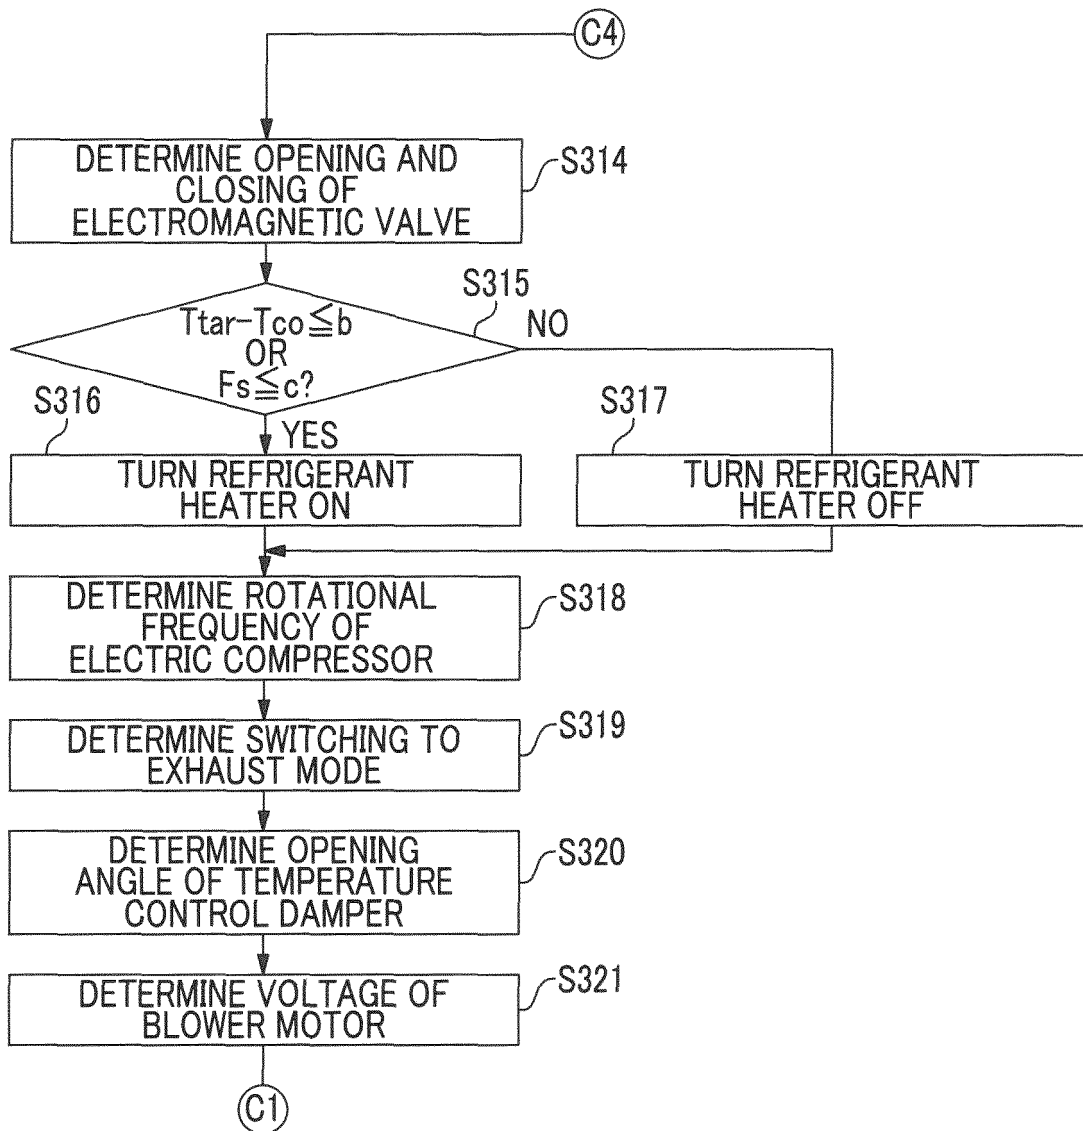 C4
DETERMINE OPENING AND
CLOSING OF
ELECTROMAGNETIC VALVE
S314
S315
Ttar-Tco≦b
OR
Fs≦c?
NO
S316
YES
S317
TURN REFRIGERANT
HEATER ON
TURN REFRIGERANT
HEATER OFF
DETERMINE ROTATIONAL
FREQUENCY OF
ELECTRIC COMPRESSOR
S318
DETERMINE SWITCHING TO
EXHAUST MODE
S319
DETERMINE OPENING
ANGLE OF TEMPERATURE
CONTROL DAMPER
S320
DETERMINE VOLTAGE OF
BLOWER MOTOR
S321
C1